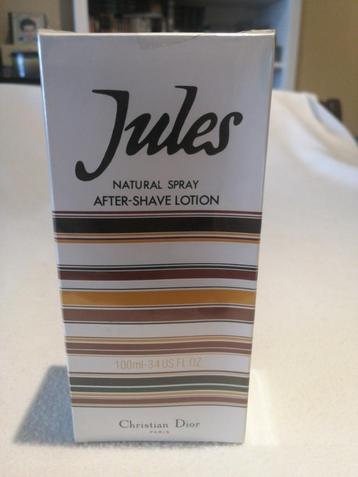 Jules
NATURAL SPRAY
AFTER-SHAVE LOTION
100ml-3.4 US.FL.OZ
Christian Dior
PARIS